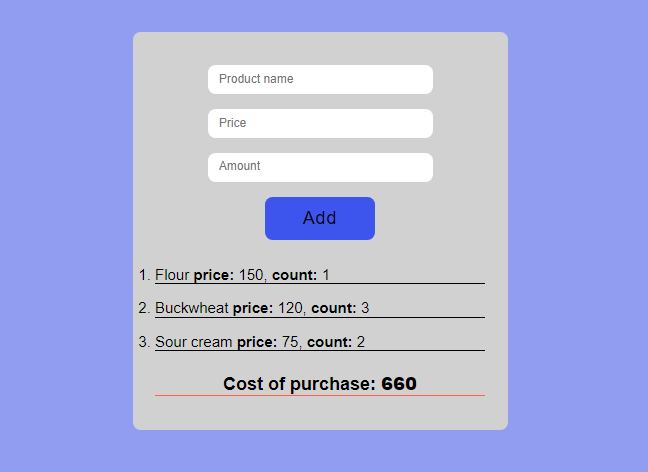 Product name
Price
Amount
Add
1. Flour price: 150, count: 1
2. Buckwheat price: 120, count: 3
3. Sour cream price: 75, count: 2
Cost of purchase: 660